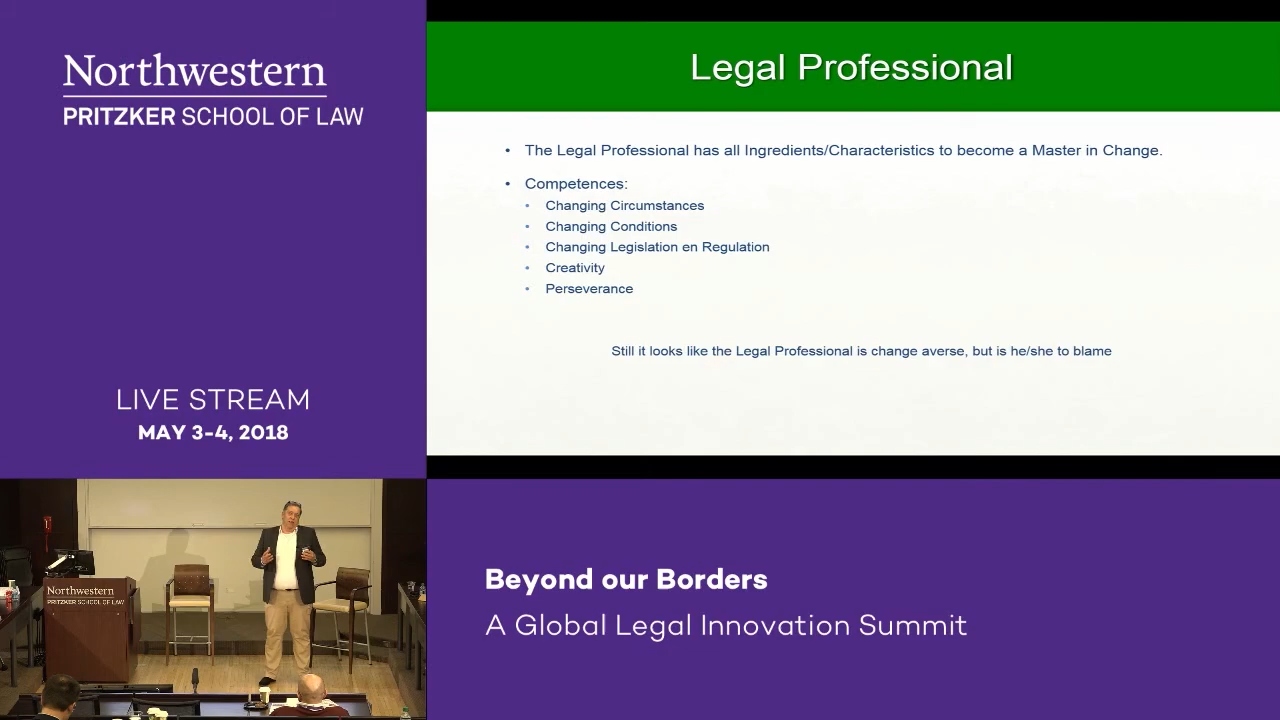 Northwestern
PRITZKER SCHOOL OF LAW
LIVE STREAM
MAY 3-4, 2018
Legal Professional
• The Legal Professional has all Ingredients/Characteristics to become a Master in Change.
• Competences:
• Changing Circumstances
• Changing Conditions
• Changing Legislation en Regulation
• Creativity
• Perseverance
Still it looks like the Legal Professional is change averse, but is he/she to blame
Northwestern
PRITZKER SCHOOL OF LAW
Beyond our Borders
A Global Legal Innovation Summit